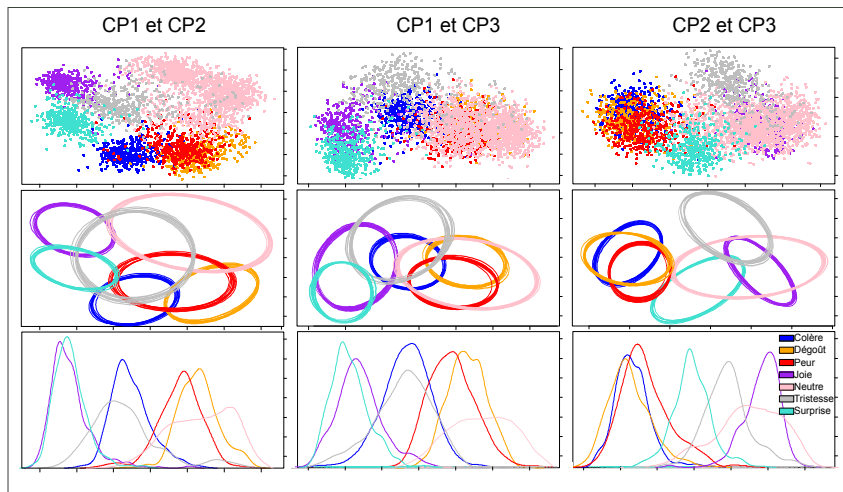 CP1 et CP2
CP1 et CP3
CP2 et CP3
Colère
Dégoût
Peur
Joie
Neutre
Tristesse
Surprise